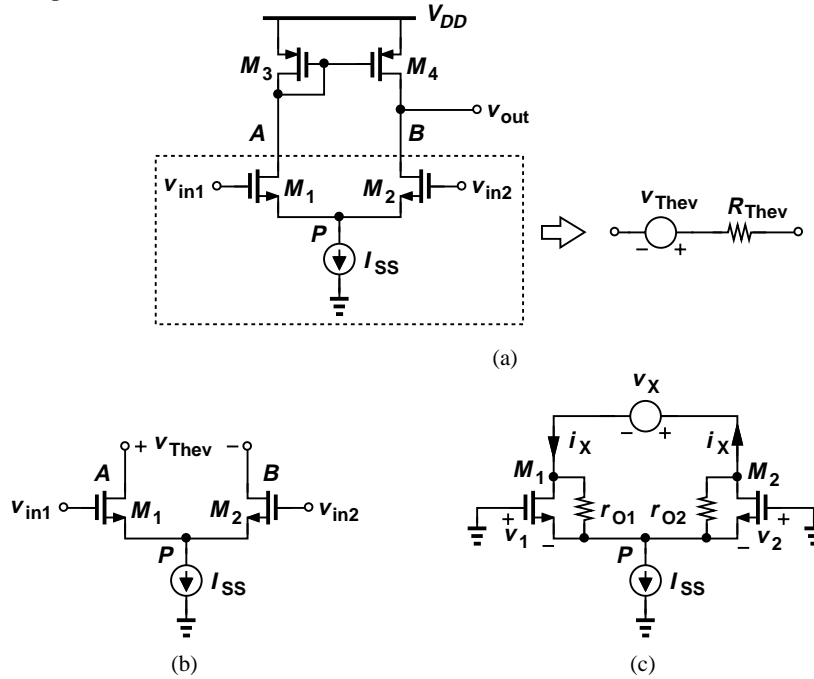 V_DD
M_3 M_4
v_out
A B
v_in1 M_1 M_2 v_in2
v_Thev R_Thev
P
− +
I_SS
(a)
v_X
− +
+ v_Thev −
i_X i_X
A B
M_1 M_2
v_in1 M_1 M_2 v_in2
r_O1 r_O2
+ +
v_1 v_2
P − P −
I_SS I_SS
(b) (c)